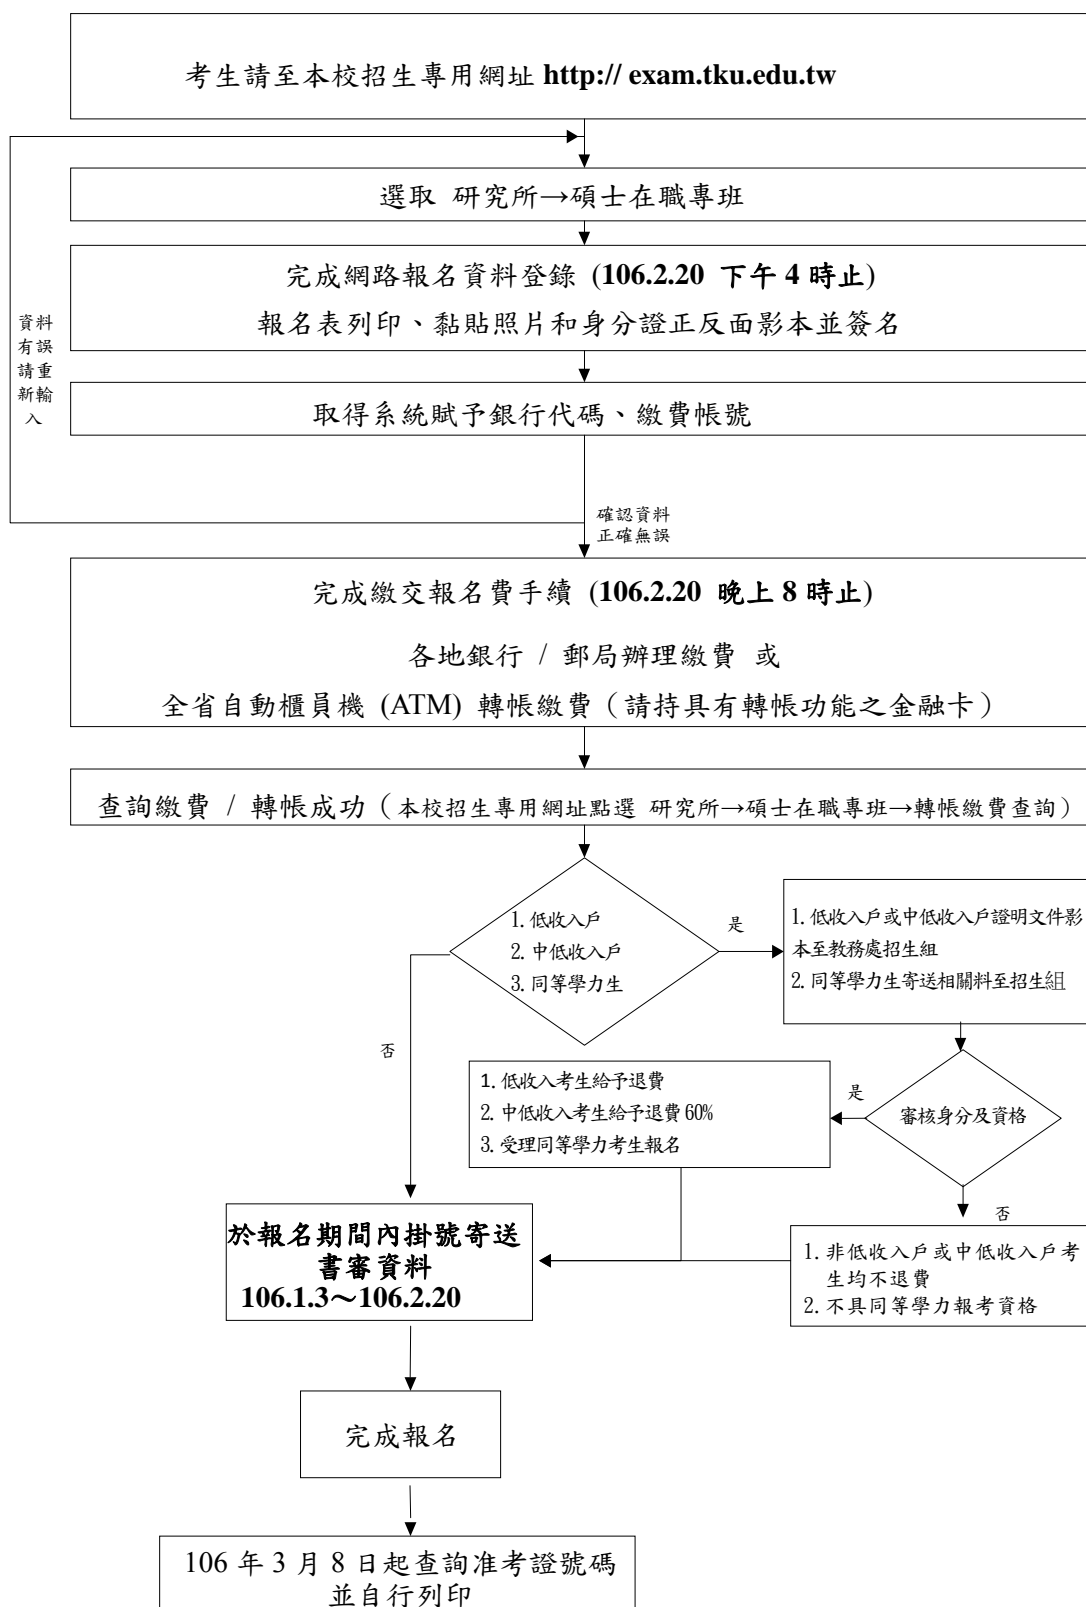 考生請至本校招生專用網址 http:// exam.tku.edu.tw
選取 研究所→碩士在職專班
完成網路報名資料登錄 (106.2.20 下午 4 時止)
報名表列印、黏貼照片和身分證正反面影本並簽名
資料
有誤
請重
新輸
入
取得系統賦予銀行代碼、繳費帳號
確認資料
正確無誤
完成繳交報名費手續 (106.2.20 晚上 8 時止)
各地銀行 / 郵局辦理繳費 或
全省自動櫃員機 (ATM) 轉帳繳費（請持具有轉帳功能之金融卡）
查詢繳費 / 轉帳成功（本校招生專用網址點選 研究所→碩士在職專班→轉帳繳費查詢）
1. 低收入戶
2. 中低收入戶
3. 同等學力生
是
1. 低收入戶或中低收入戶證明文件影
本至教務處招生組
2. 同等學力生寄送相關料至招生組
否
1. 低收入考生給予退費
2. 中低收入考生給予退費 60%
3. 受理同等學力考生報名
是
審核身分及資格
否
於報名期間內掛號寄送
書審資料
106.1.3～106.2.20
1. 非低收入戶或中低收入戶考
生均不退費
2. 不具同等學力報考資格
完成報名
106 年 3 月 8 日起查詢准考證號碼
並自行列印